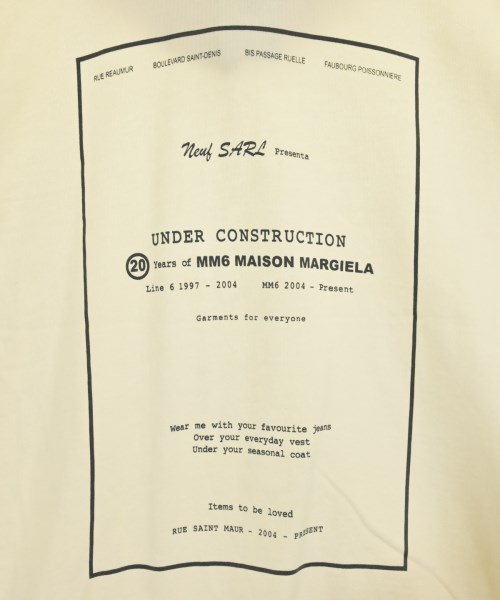 RUE REAUMUR BOULEVARD SAINT-DENIS BIS PASSAGE RUELLE FAUBOURG POISSONNIERE
Neuf SARL Presenta
UNDER CONSTRUCTION
20 Years of MM6 MAISON MARGIELA
Line 6 1997 - 2004 MM6 2004 - Present
Garments for everyone
Wear me with your favourite jeans
Over your everyday vest
Under your seasonal coat
Items to be loved
RUE SAINT MAUR - 2004 - PRESENT